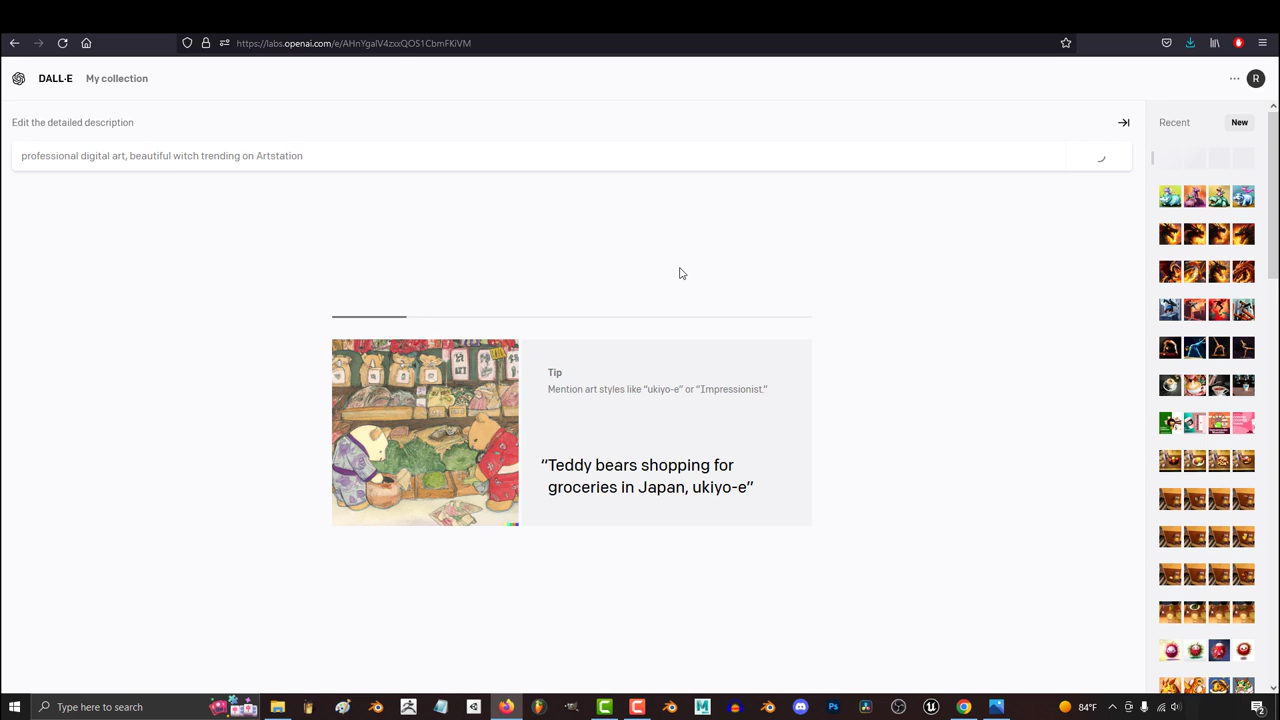 https://labs.openai.com/e/AHnYgalV4zxxQOS1CbmFKiVM
DALL·E
My collection
R
Edit the detailed description
Recent
New
professional digital art, beautiful witch trending on Artstation
Tip
Mention art styles like “ukiyo-e” or “Impressionist.”
“Teddy bears shopping for
groceries in Japan, ukiyo-e”
Type here to search
84°F